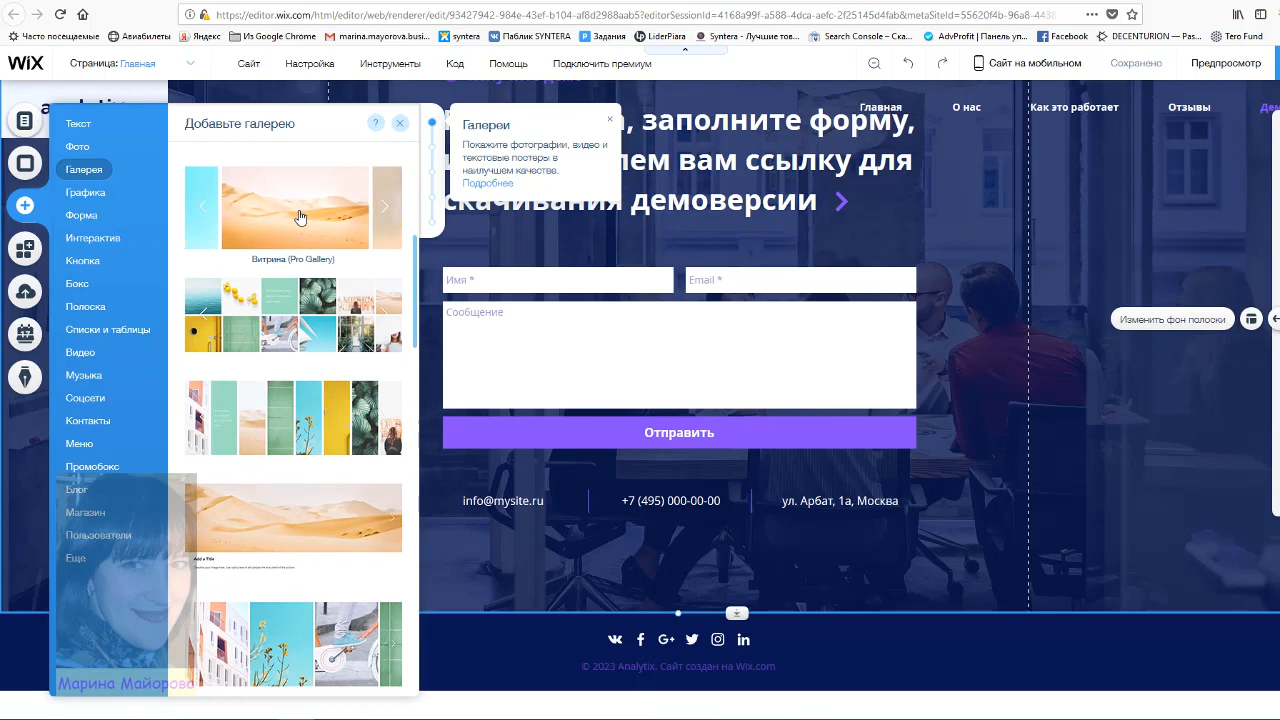 https://editor.wix.com/html/editor/web/renderer/edit/93427942-984e-43ef-b104-af8d2988aab5?editorSessionId=4168a99f-a588-4dca-aefc-2f25145d4fab&metaSiteId=55620f4b-96a8-4438
Часто посещаемые
Авиабилеты
Яндекс
Из Google Chrome
marina.mayorova.busi...
syntera
Паблик SYNTERA
Задания
LiderPiara
Syntera - Лучшие тов...
Search Console – Ска...
AdvProfit | Панель уп...
Facebook
DECENTURION — Pass...
Tero Fund
WiX
Страница: Главная
Сайт
Настройка
Инструменты
Код
Помощь
Подключить премиум
Сайт на мобильном
Сохранено
Предпросмотр
Главная
О нас
Как это работает
Отзывы
Текст
Фото
Галерея
Графика
Форма
Интерактив
Кнопка
Бокс
Полоска
Списки и таблицы
Видео
Музыка
Соцсети
Контакты
Меню
Промобокс
Блог
Магазин
Пользователи
Еще
Добавьте галерею
?
Витрина (Pro Gallery)
Add a Title
Галереи
Покажите фотографии, видео и
текстовые постеры в
наилучшем качестве.
Подробнее
, заполните форму,
лем вам ссылку для
скачивания демоверсии
Имя *
Email *
Сообщение
Отправить
Изменить фон полоски
info@mysite.ru
+7 (495) 000-00-00
ул. Арбат, 1а, Москва
© 2023 Analytix. Сайт создан на Wix.com
Марина Майорова